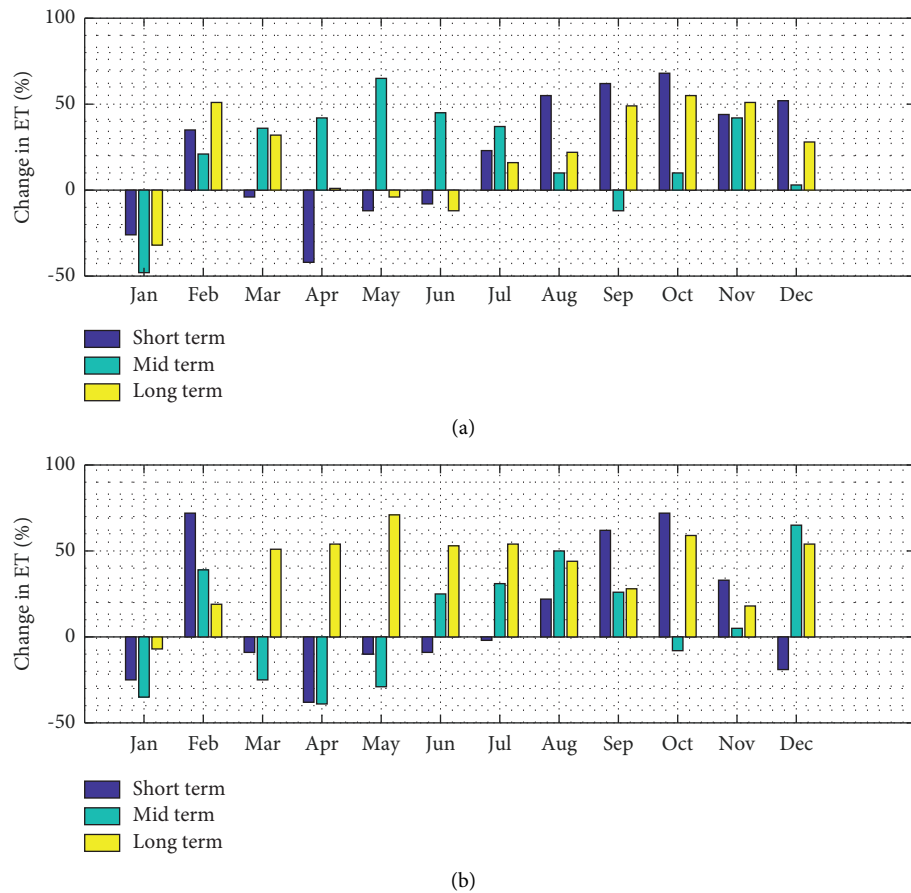 100
50
0
-50
Change in ET (%)
Jan Feb Mar Apr May Jun Jul Aug Sep Oct Nov Dec
Short term
Mid term
Long term
(a)
100
50
0
-50
Change in ET (%)
Jan Feb Mar Apr May Jun Jul Aug Sep Oct Nov Dec
Short term
Mid term
Long term
(b)